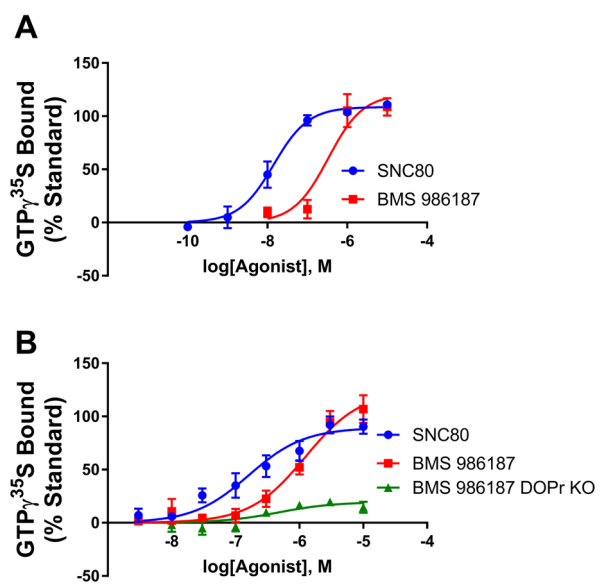 A
GTPγ³⁵S Bound
(% Standard)
150
100
50
0
-50
-10
-8
-6
-4
log[Agonist], M
SNC80
BMS 986187
B
GTPγ³⁵S Bound
(% Standard)
150
100
50
0
-50
-8
-7
-6
-5
-4
log[Agonist], M
SNC80
BMS 986187
BMS 986187 DOPr KO